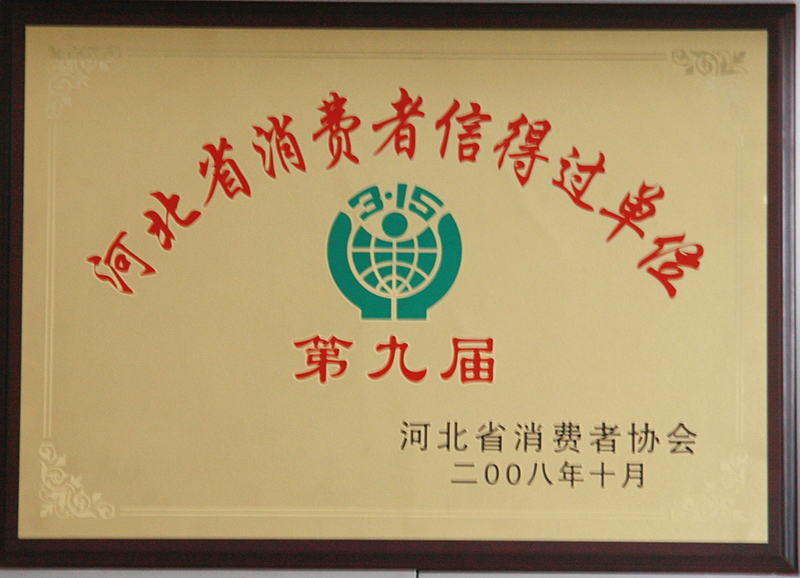 河北省消费者信得过单位
3·15
第九届
河北省消费者协会
二00八年十月